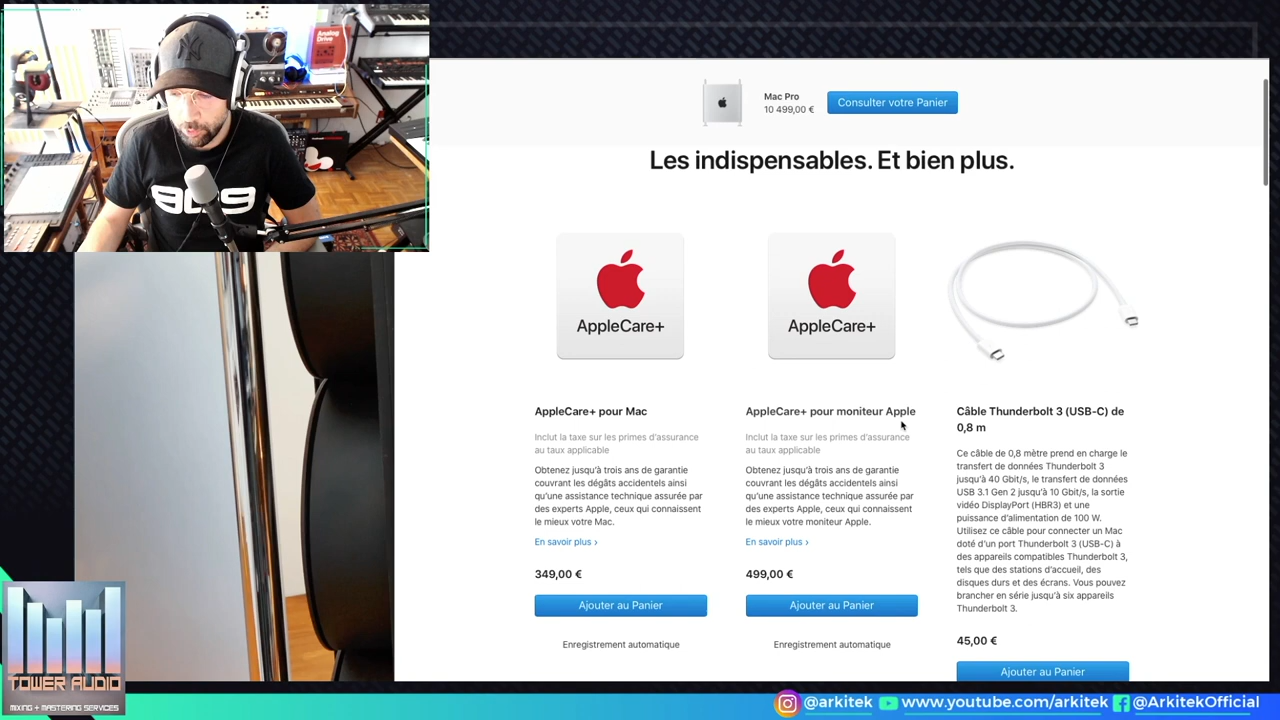 Analog
Drive
909
Mac Pro
10 499,00 €
Consulter votre Panier
Les indispensables. Et bien plus.
AppleCare+
AppleCare+
AppleCare+ pour Mac
Inclut la taxe sur les primes d'assurance
au taux applicable
Obtenez jusqu'à trois ans de garantie
couvrant les dégâts accidentels ainsi
qu'une assistance technique assurée par
des experts Apple, ceux qui connaissent
le mieux votre Mac.
En savoir plus ›
349,00 €
Ajouter au Panier
Enregistrement automatique
AppleCare+ pour moniteur Apple
Inclut la taxe sur les primes d'assurance
au taux applicable
Obtenez jusqu'à trois ans de garantie
couvrant les dégâts accidentels ainsi
qu'une assistance technique assurée par
des experts Apple, ceux qui connaissent
le mieux votre moniteur Apple.
En savoir plus ›
499,00 €
Ajouter au Panier
Enregistrement automatique
Câble Thunderbolt 3 (USB-C) de
0,8 m
Ce câble de 0,8 mètre prend en charge le
transfert de données Thunderbolt 3
jusqu'à 40 Gbit/s, le transfert de données
USB 3.1 Gen 2 jusqu'à 10 Gbit/s, la sortie
vidéo DisplayPort (HBR3) et une
puissance d'alimentation de 100 W.
Utilisez ce câble pour connecter un Mac
doté d'un port Thunderbolt 3 (USB-C) à
des appareils compatibles Thunderbolt 3,
tels que des stations d'accueil, des
disques durs et des écrans. Vous pouvez
brancher en série jusqu'à six appareils
Thunderbolt 3.
45,00 €
Ajouter au Panier
TOWER AUDIO
MIXING + MASTERING SERVICES
@arkitek
www.youtube.com/arkitek
@ArkitekOfficial